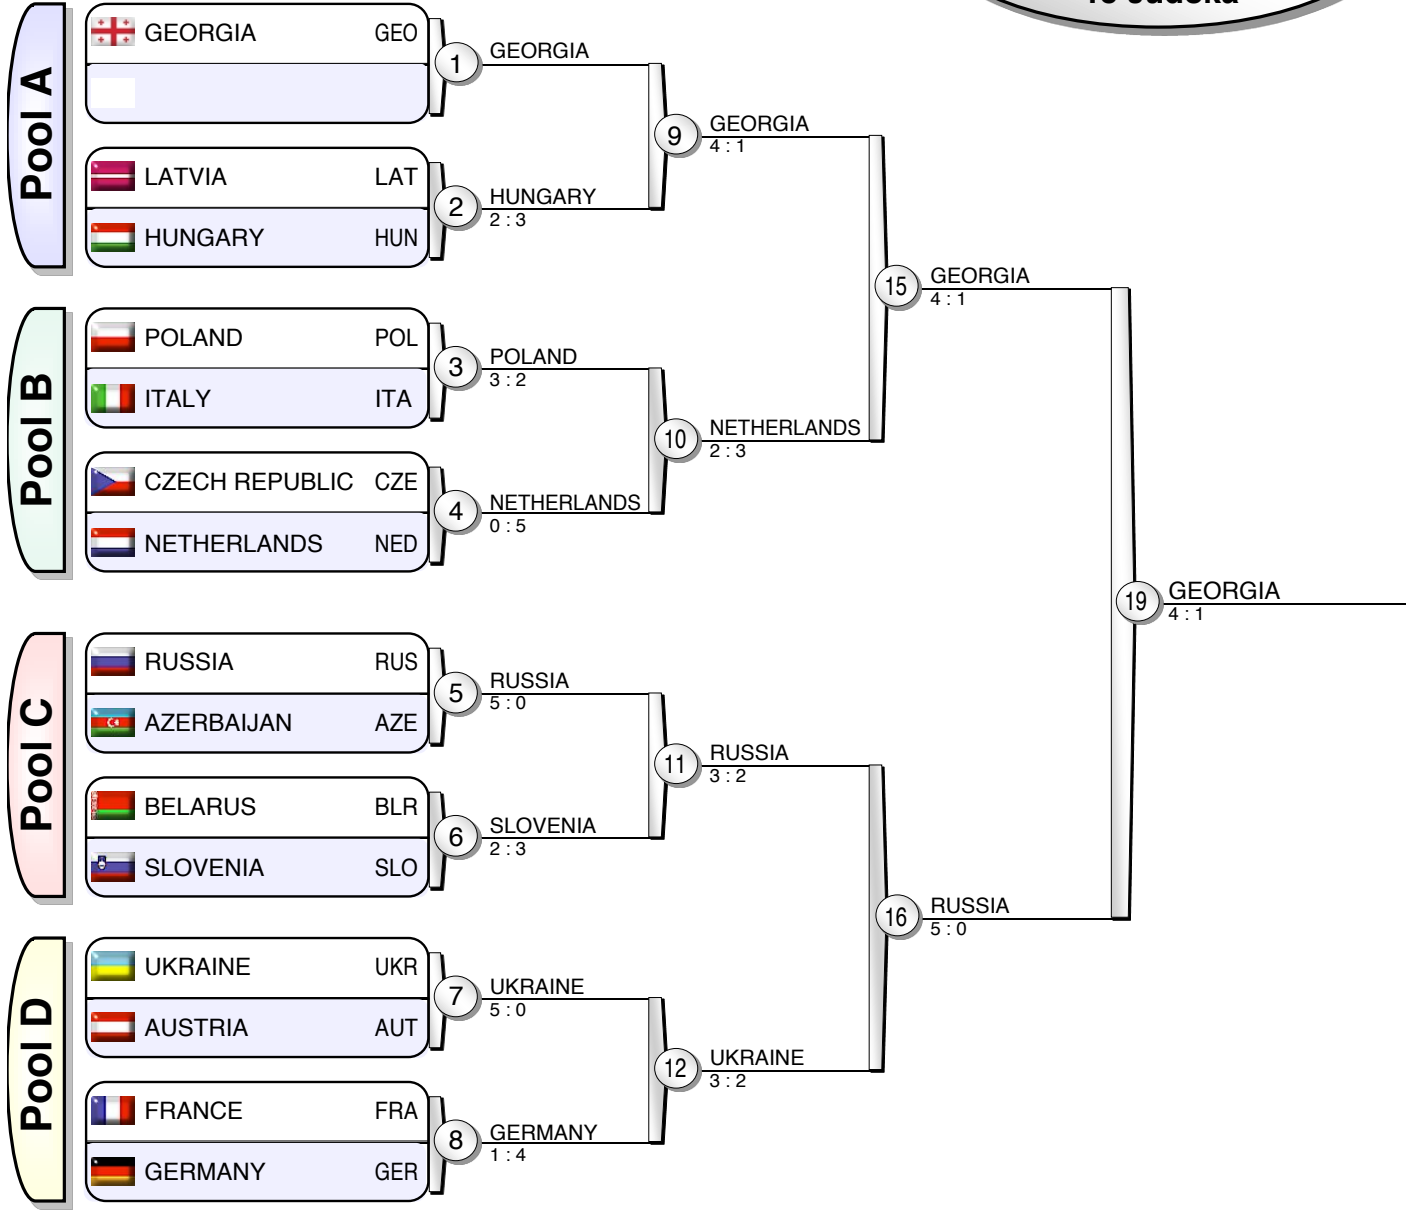 Pool A
GEORGIA GEO
1
GEORGIA
LATVIA LAT
HUNGARY HUN
2
HUNGARY
2 : 3
9
GEORGIA
4 : 1
Pool B
POLAND POL
ITALY ITA
3
POLAND
3 : 2
CZECH REPUBLIC CZE
NETHERLANDS NED
4
NETHERLANDS
0 : 5
10
NETHERLANDS
2 : 3
15
GEORGIA
4 : 1
Pool C
RUSSIA RUS
AZERBAIJAN AZE
5
RUSSIA
5 : 0
BELARUS BLR
SLOVENIA SLO
6
SLOVENIA
2 : 3
11
RUSSIA
3 : 2
Pool D
UKRAINE UKR
AUSTRIA AUT
7
UKRAINE
5 : 0
FRANCE FRA
GERMANY GER
8
GERMANY
1 : 4
12
UKRAINE
3 : 2
16
RUSSIA
5 : 0
19
GEORGIA
4 : 1